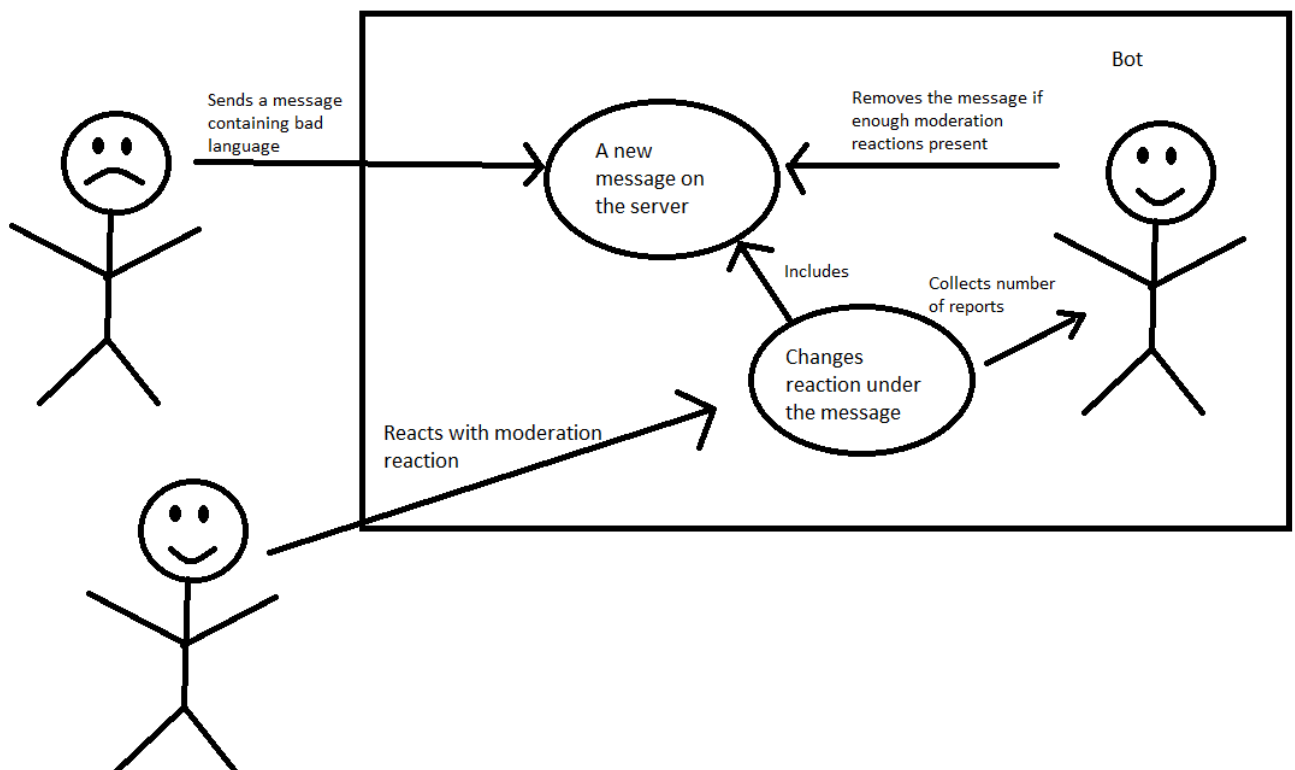 Bot
Sends a message
containing bad
language
Removes the message if
enough moderation
reactions present
A new
message on
the server
Includes
Collects number
of reports
Changes
reaction under
the message
Reacts with moderation
reaction